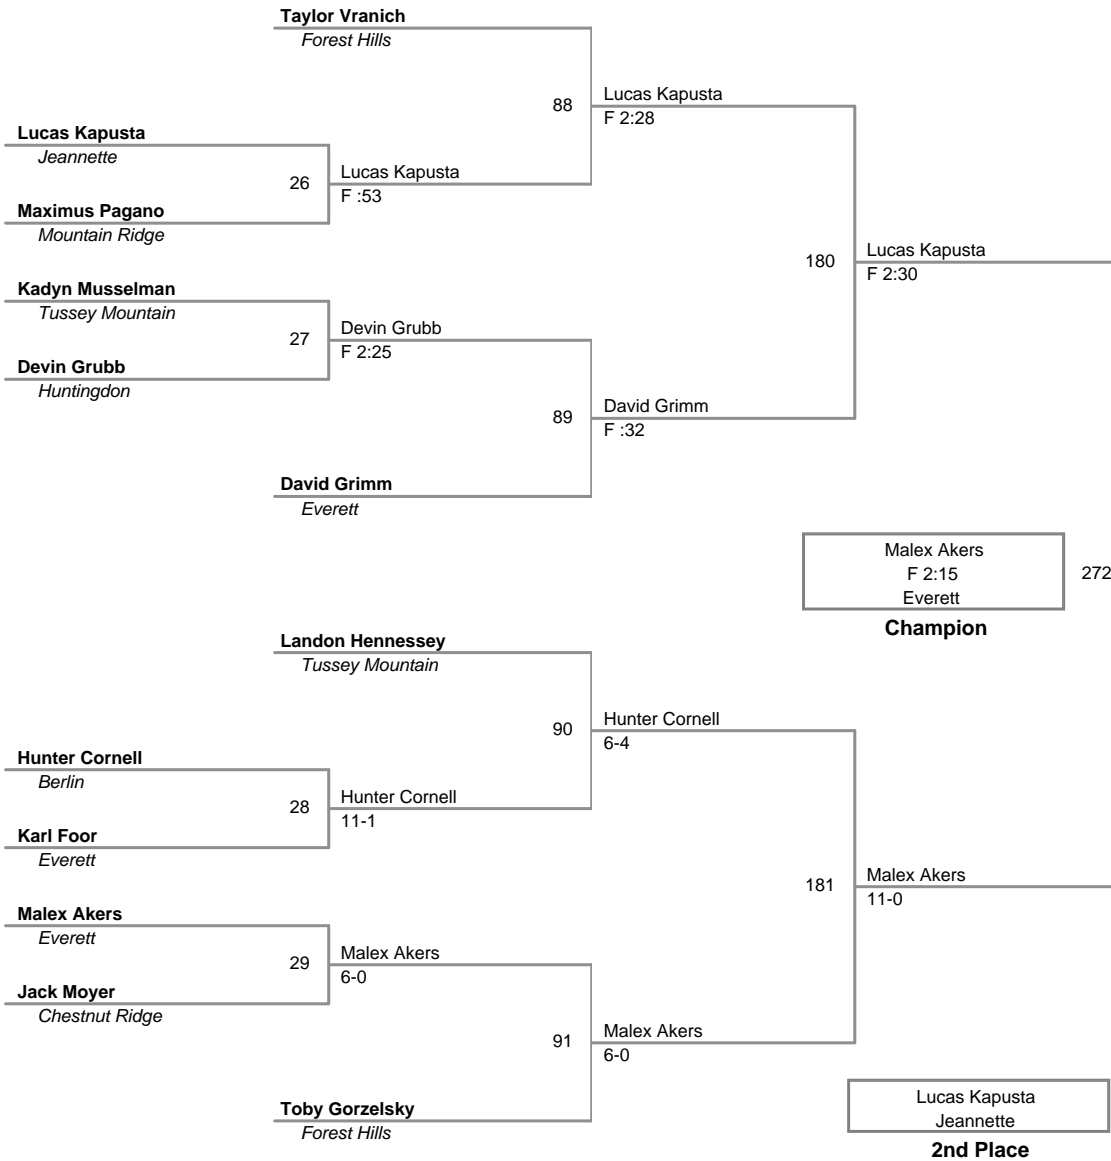 Taylor Vranich
Forest Hills
88
Lucas Kapusta
F 2:28
Lucas Kapusta
Jeannette
26
Lucas Kapusta
F :53
Maximus Pagano
Mountain Ridge
180
Lucas Kapusta
F 2:30
Kadyn Musselman
Tussey Mountain
27
Devin Grubb
F 2:25
Devin Grubb
Huntingdon
89
David Grimm
F :32
David Grimm
Everett
Malex Akers
F 2:15
Everett
272
Champion
Landon Hennessey
Tussey Mountain
90
Hunter Cornell
6-4
Hunter Cornell
Berlin
28
Hunter Cornell
11-1
Karl Foor
Everett
181
Malex Akers
11-0
Malex Akers
Everett
29
Malex Akers
6-0
Jack Moyer
Chestnut Ridge
91
Malex Akers
6-0
Toby Gorzelsky
Forest Hills
Lucas Kapusta
Jeannette
2nd Place